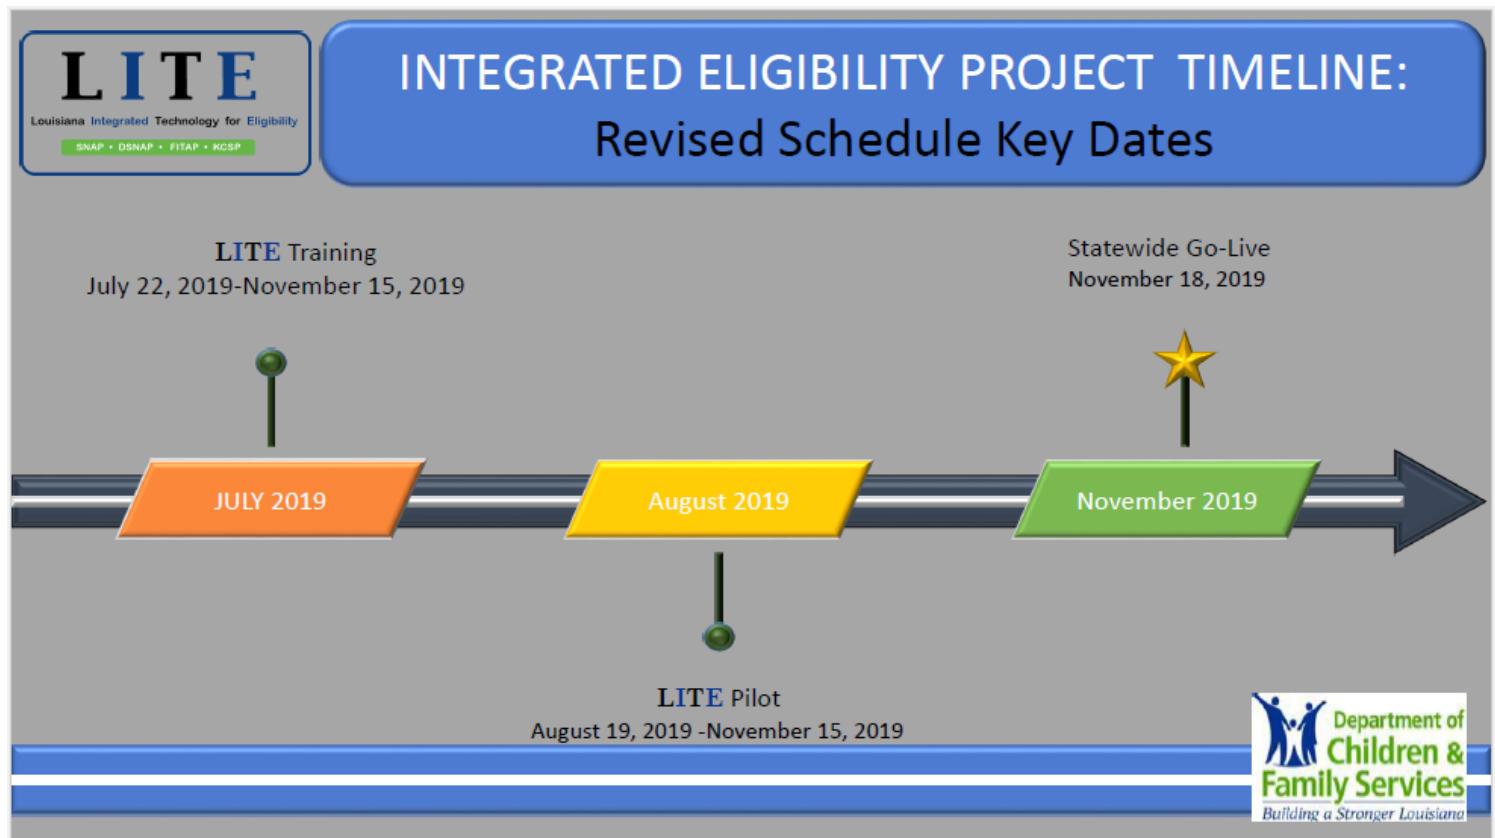 LITE
Louisiana Integrated Technology for Eligibility
SNAP • DSNAP • FITAP • KCSP
INTEGRATED ELIGIBILITY PROJECT TIMELINE:
Revised Schedule Key Dates
LITE Training
July 22, 2019-November 15, 2019
Statewide Go-Live
November 18, 2019
JULY 2019
August 2019
November 2019
LITE Pilot
August 19, 2019 -November 15, 2019
Department of
Children &
Family Services
Building a Stronger Louisiana